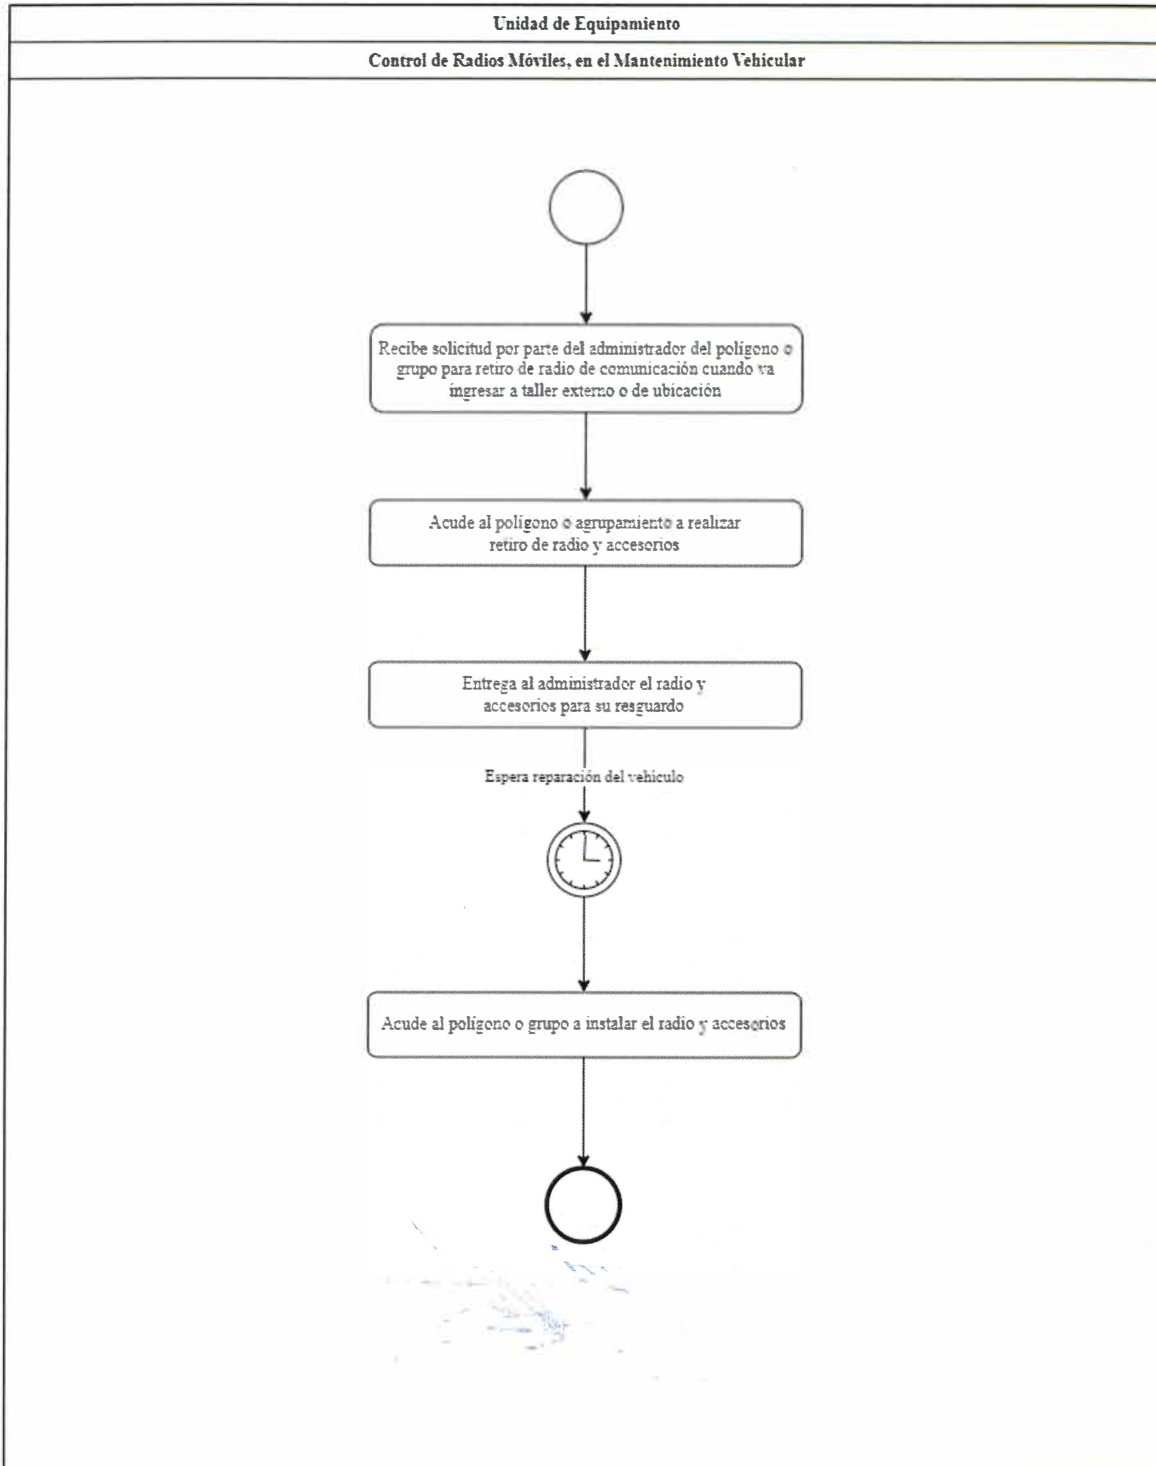 Unidad de Equipamiento
Control de Radios Móviles, en el Mantenimiento Vehicular
Recibe solicitud por parte del administrador del polígono o
grupo para retiro de radio de comunicación cuando va
ingresar a taller externo o de ubicación
Acude al polígono o agrupamiento a realizar
retiro de radio y accesorios
Entrega al administrador el radio y
accesorios para su resguardo
Espera reparación del vehículo
Acude al polígono o grupo a instalar el radio y accesorios